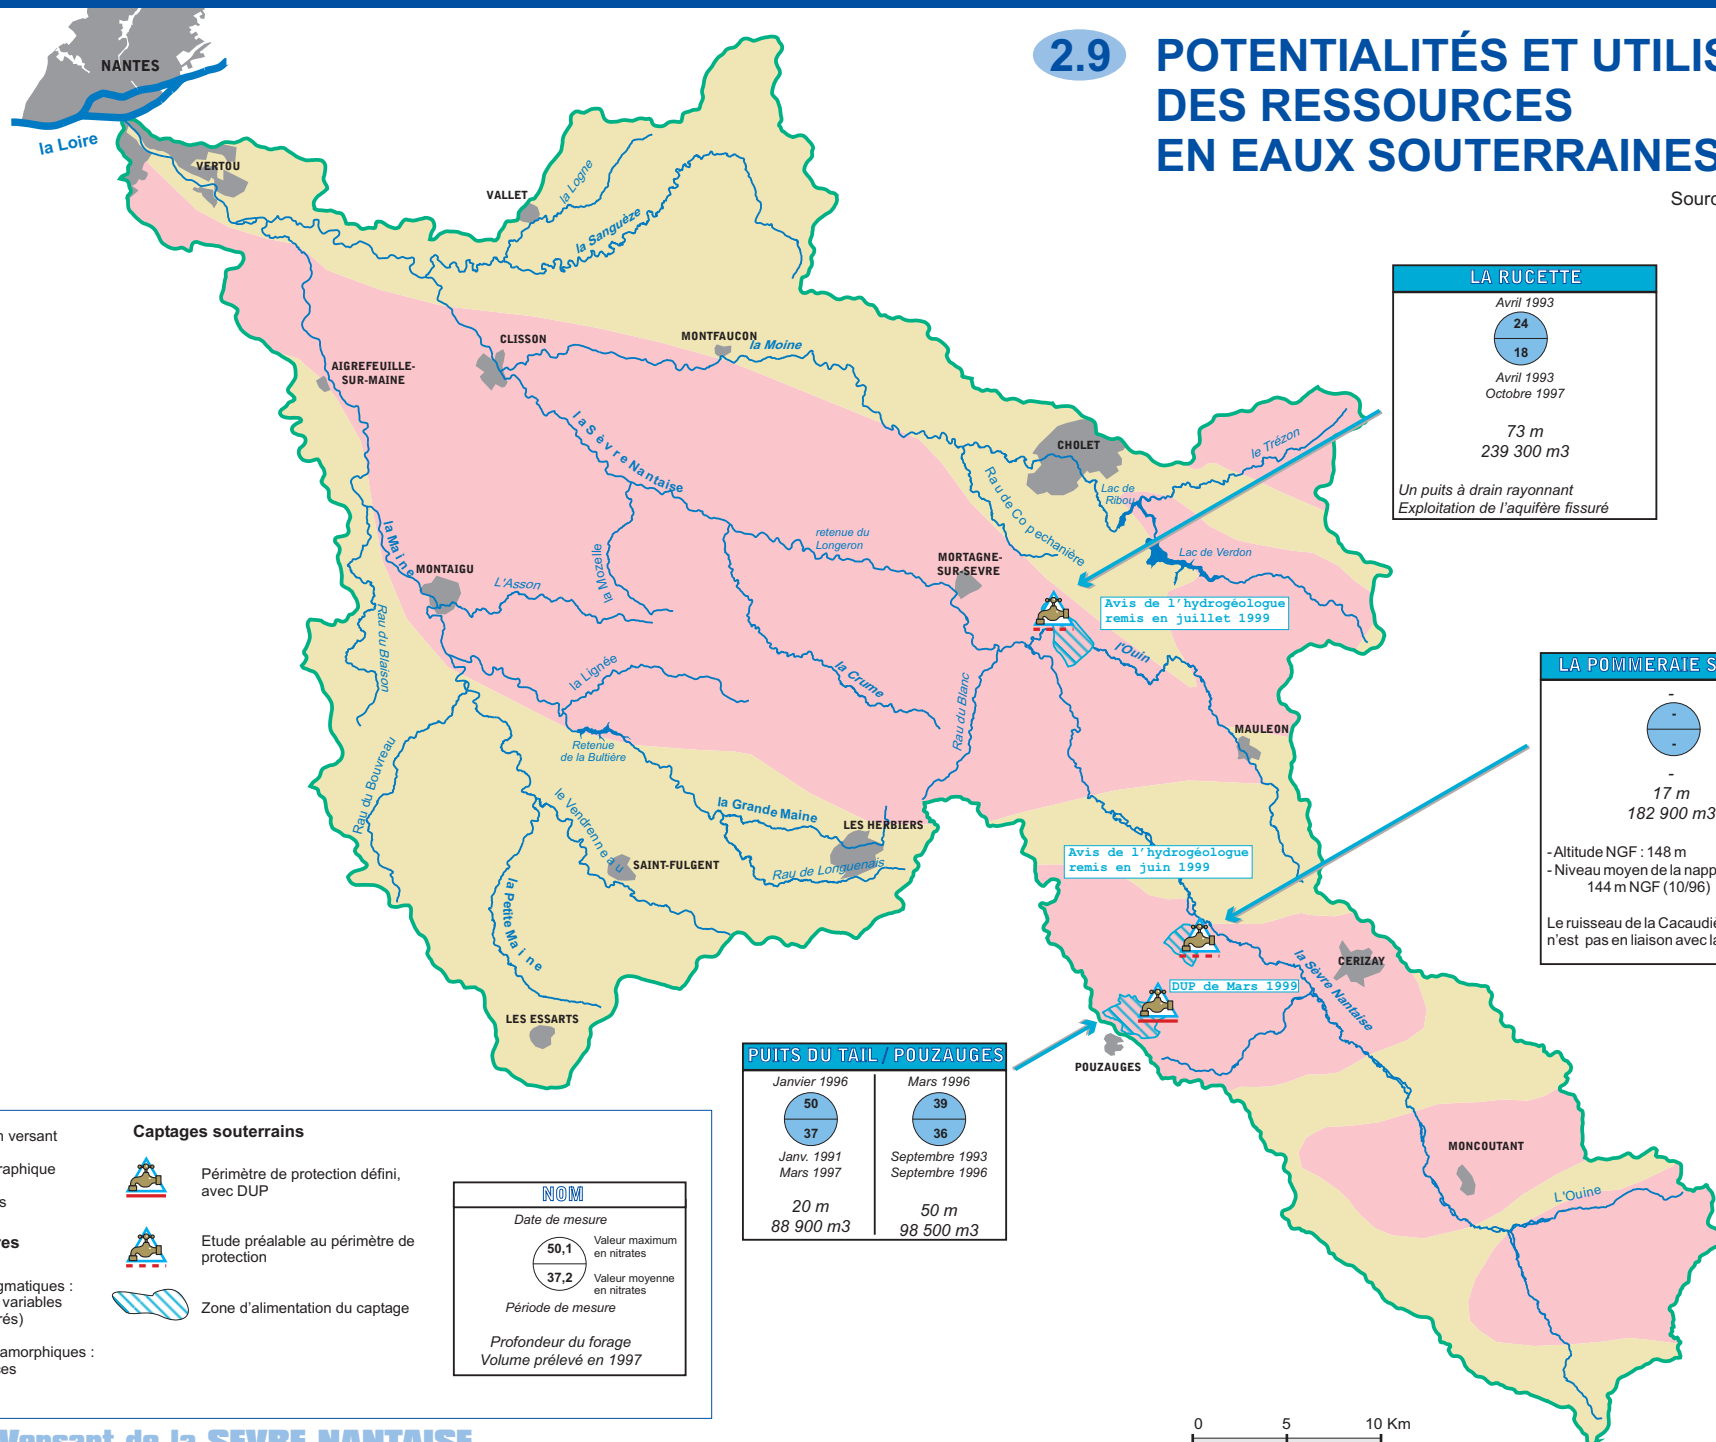 2.9
POTENTIALITÉS ET UTILIS
DES RESSOURCES
EN EAUX SOUTERRAINES
Sourc
NANTES
la Loire
VERTOU
VALLET
la Logne
la Sanguèze
CLISSON
MONTFAUCON
la Moine
AIGREFEUILLE-
SUR-MAINE
la Sèvre Nantaise
CHOLET
le Trézon
Lac de
Ribou
Rau de Copechanière
Lac de Verdon
retenue du
Longeron
MORTAGNE-
SUR-SEVRE
la Maine
MONTAIGU
L'Asson
la Mozelle
Rau du Blaison
la Lignée
la Crume
Rau du Blanc
l'Ouin
MAULEON
Avis de l'hydrogéologue
remis en juillet 1999
Retenue
de la Bultière
Rau du Bouvreau
le Vendrenneau
la Grande Maine
LES HERBIERS
Rau de Longuenais
SAINT-FULGENT
la Petite Maine
LES ESSARTS
Avis de l'hydrogéologue
remis en juin 1999
CERIZAY
la Sèvre Nantaise
DUP de Mars 1999
POUZAUGES
MONCOUTANT
L'Ouine
LA RUCETTE
Avril 1993
24
18
Avril 1993
Octobre 1997
73 m
239 300 m3
Un puits à drain rayonnant
Exploitation de l'aquifère fissuré
LA POMMERAIE S
-
-
-
-
17 m
182 900 m3
- Altitude NGF : 148 m
- Niveau moyen de la napp
144 m NGF (10/96)
Le ruisseau de la Cacaudiè
n'est pas en liaison avec la
PUITS DU TAIL / POUZAUGES
Janvier 1996
50
37
Janv. 1991
Mars 1997
20 m
88 900 m3
Mars 1996
39
36
Septembre 1993
Septembre 1996
50 m
98 500 m3
n versant
raphique
s
res
gmatiques :
variables
rés)
amorphiques :
ces
Captages souterrains
Périmètre de protection défini,
avec DUP
Etude préalable au périmètre de
protection
Zone d'alimentation du captage
NOM
Date de mesure
50,1
Valeur maximum
en nitrates
37,2
Valeur moyenne
en nitrates
Période de mesure
Profondeur du forage
Volume prélevé en 1997
0 5 10 Km
Versant de la SEVRE NANTAISE